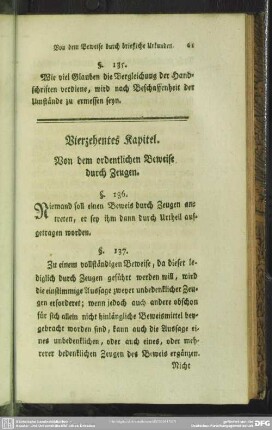 Von dem Beweise durch briefliche Urkunden. 61
§. 135.
Wie viel Glauben die Vergleichung der Hand-
schriften verdiene, wird nach Beschaffenheit der
Umstände zu ermessen seyn.
Vierzehentes Kapitel.
Von dem ordentlichen Beweise
durch Zeugen.
§. 136.
Niemand soll einen Beweis durch Zeugen an-
treten, er sey ihm dann durch Urtheil auf-
getragen worden.
§. 137.
Zu einem vollständigen Beweise, da dieser le-
diglich durch Zeugen geführt werden will, wird
die einstimmige Aussage zweyer unbedenklicher Zeu-
gen erforderet; wenn jedoch auch andere obschon
für sich allein nicht hinlängliche Beweismittel bey-
gebracht worden sind, kann auch die Aussage ei-
nes unbedenklichen, oder auch eines, oder meh-
rerer bedenklichen Zeugen den Beweis ergänzen.
Nicht